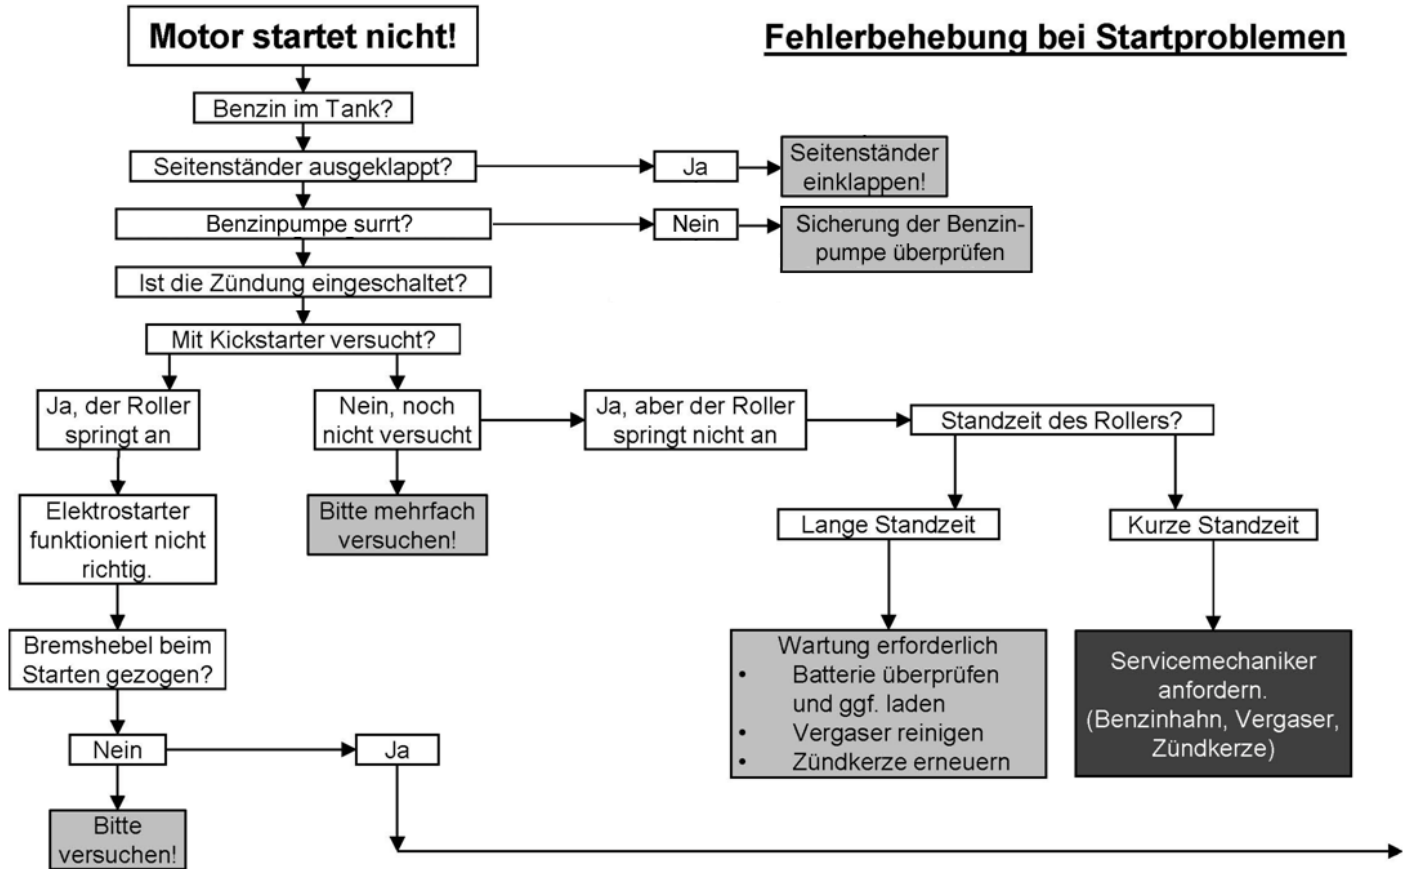 Motor startet nicht!
Fehlerbehebung bei Startproblemen
Benzin im Tank?
Seitenständer ausgeklappt?
Ja
Seitenständer
einklappen!
Benzinpumpe surrt?
Nein
Sicherung der Benzin-
pumpe überprüfen
Ist die Zündung eingeschaltet?
Mit Kickstarter versucht?
Ja, der Roller
springt an
Nein, noch
nicht versucht
Ja, aber der Roller
springt nicht an
Standzeit des Rollers?
Elektrostarter
funktioniert nicht
richtig.
Bitte mehrfach
versuchen!
Lange Standzeit
Kurze Standzeit
Bremshebel beim
Starten gezogen?
Wartung erforderlich
• Batterie überprüfen
und ggf. laden
• Vergaser reinigen
• Zündkerze erneuern
Servicemechaniker
anfordern.
(Benzinhahn, Vergaser,
Zündkerze)
Nein
Ja
Bitte
versuchen!